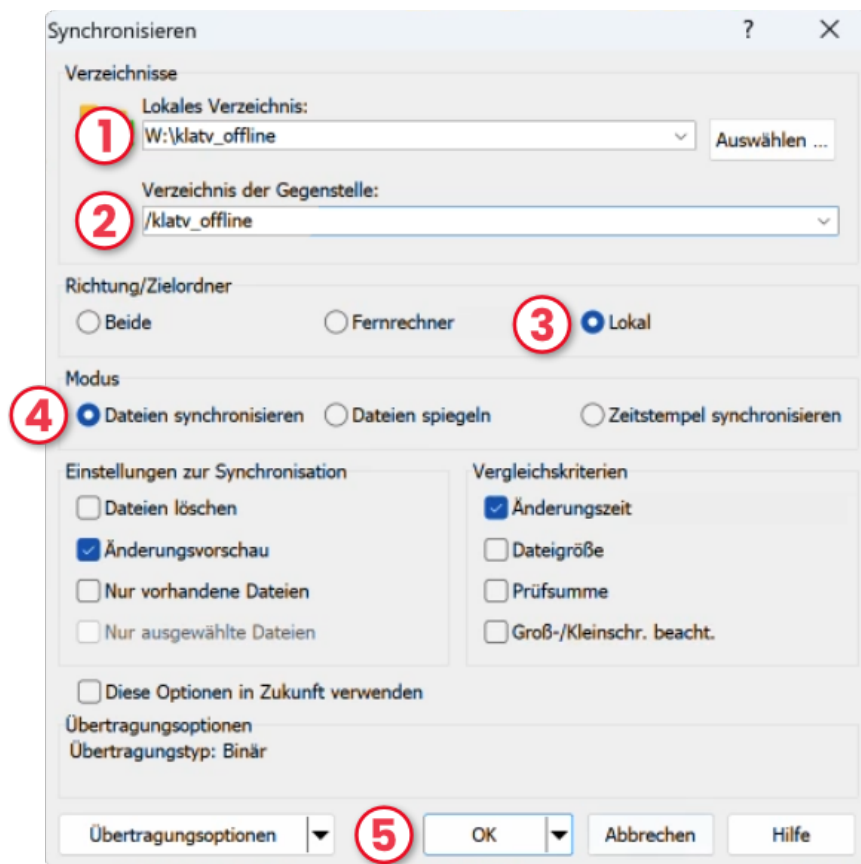 Synchronisieren ?
Verzeichnisse
Lokales Verzeichnis:
1 W:\klatv_offline Auswählen ...
Verzeichnis der Gegenstelle:
2 /klatv_offline
Richtung/Zielordner
Beide Fernrechner 3 Lokal
Modus
4 Dateien synchronisieren Dateien spiegeln Zeitstempel synchronisieren
Einstellungen zur Synchronisation
Dateien löschen
Änderungsvorschau
Nur vorhandene Dateien
Nur ausgewählte Dateien
Vergleichskriterien
Änderungszeit
Dateigröße
Prüfsumme
Groß-/Kleinschr. beacht.
Diese Optionen in Zukunft verwenden
Übertragungsoptionen
Übertragungstyp: Binär
Übertragungsoptionen 5 OK Abbrechen Hilfe